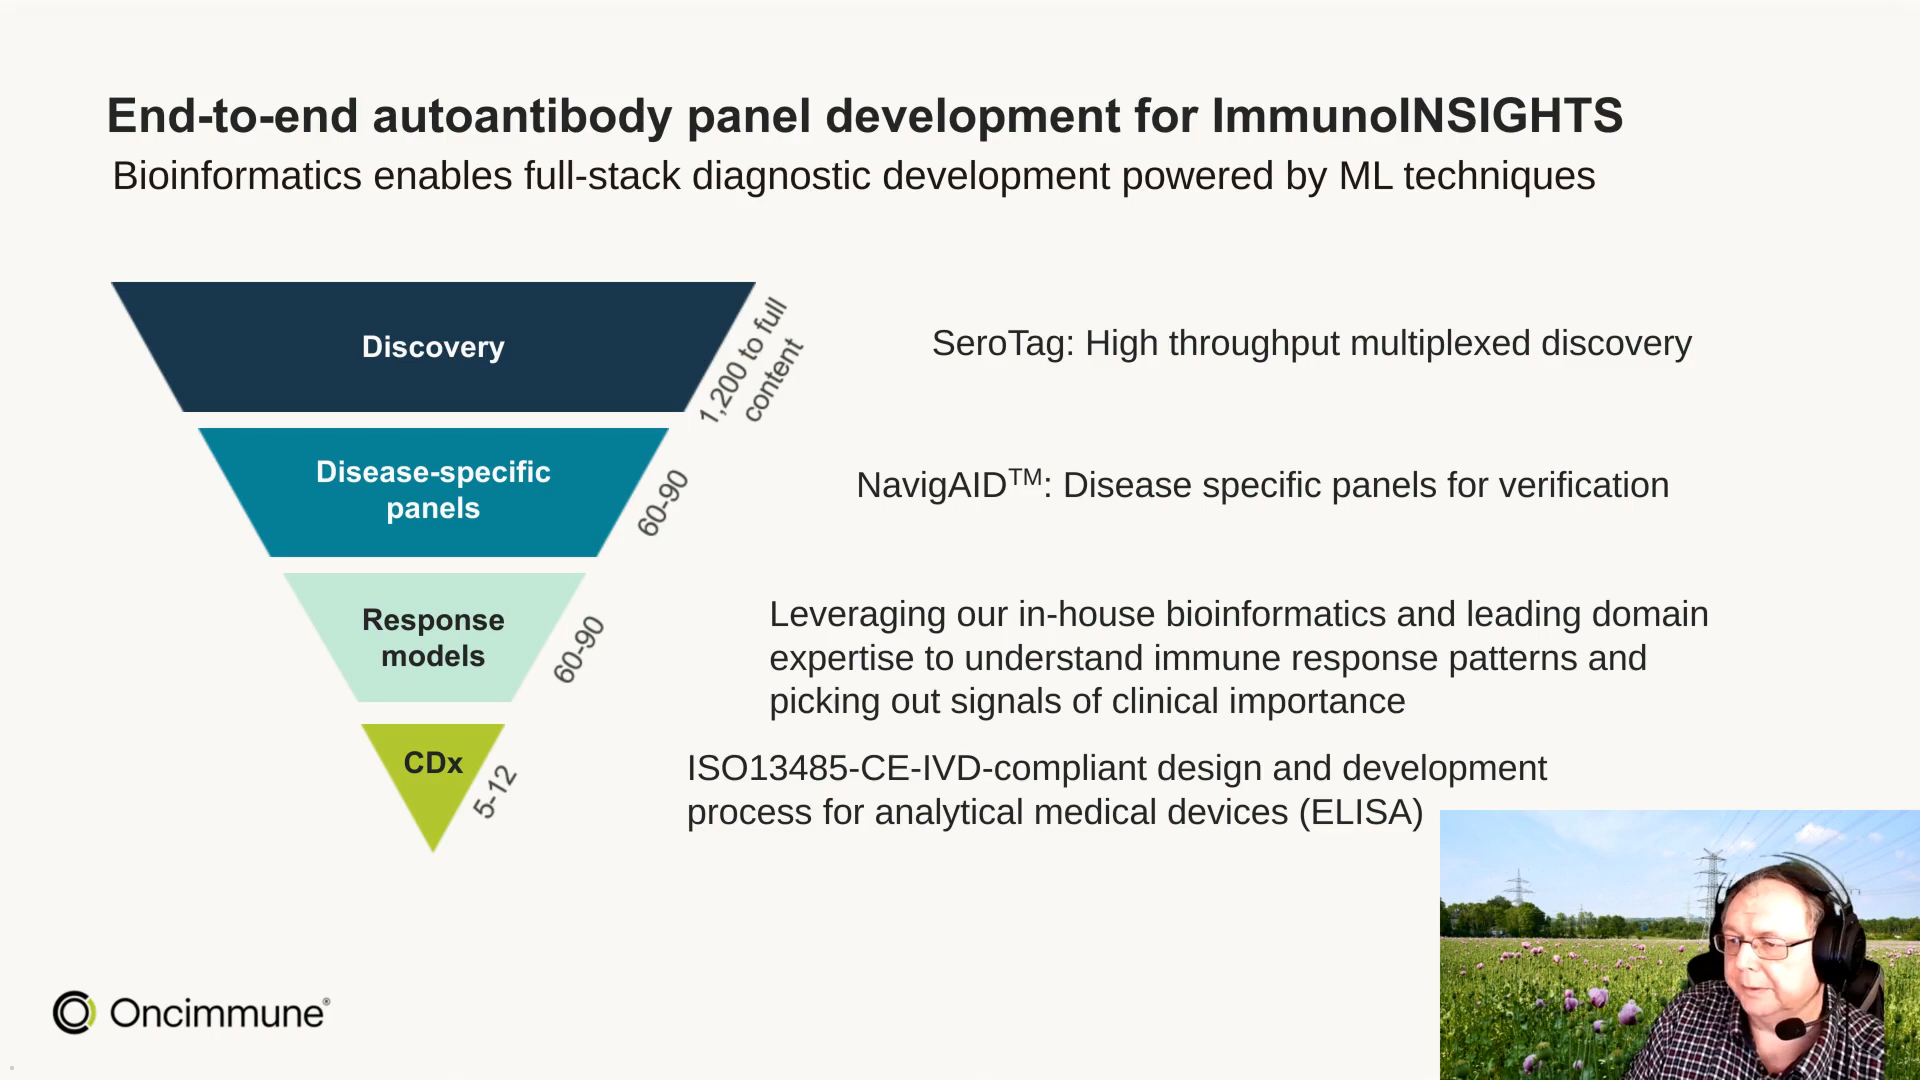 End-to-end autoantibody panel development for ImmunoINSIGHTS
Bioinformatics enables full-stack diagnostic development powered by ML techniques
Discovery
1,200 to full
content
SeroTag: High throughput multiplexed discovery
Disease-specific
panels
60-90
NavigAID™: Disease specific panels for verification
Response
models
60-90
Leveraging our in-house bioinformatics and leading domain
expertise to understand immune response patterns and
picking out signals of clinical importance
CDx
5-12
ISO13485-CE-IVD-compliant design and development
process for analytical medical devices (ELISA)
Oncimmune®